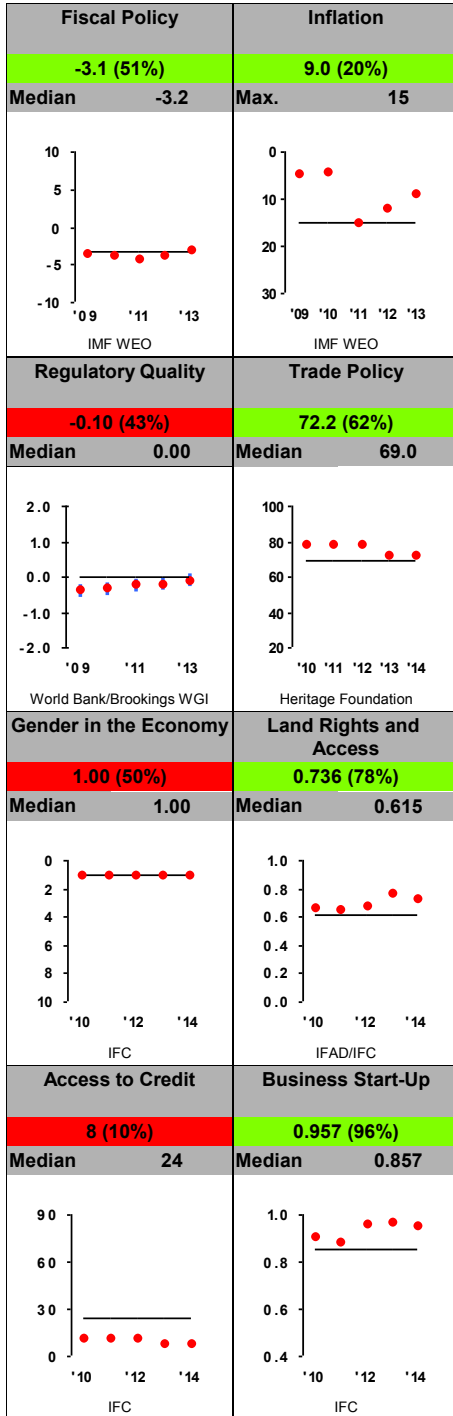 Fiscal Policy
-3.1 (51%)
Median -3.2
10
5
0
-5
-10
'09 '11 '13
IMF WEO
Inflation
9.0 (20%)
Max. 15
0
10
20
30
'09 '10 '11 '12 '13
IMF WEO
Regulatory Quality
-0.10 (43%)
Median 0.00
2.0
1.0
0.0
-1.0
-2.0
'09 '11 '13
World Bank/Brookings WGI
Trade Policy
72.2 (62%)
Median 69.0
100
80
60
40
20
'10 '11 '12 '13 '14
Heritage Foundation
Gender in the Economy
1.00 (50%)
Median 1.00
0
2
4
6
8
10
'10 '12 '14
IFC
Land Rights and
Access
0.736 (78%)
Median 0.615
1.0
0.8
0.6
0.4
0.2
0.0
'10 '12 '14
IFAD/IFC
Access to Credit
8 (10%)
Median 24
90
60
30
0
'10 '12 '14
IFC
Business Start-Up
0.957 (96%)
Median 0.857
1.0
0.8
0.6
0.4
'10 '12 '14
IFC